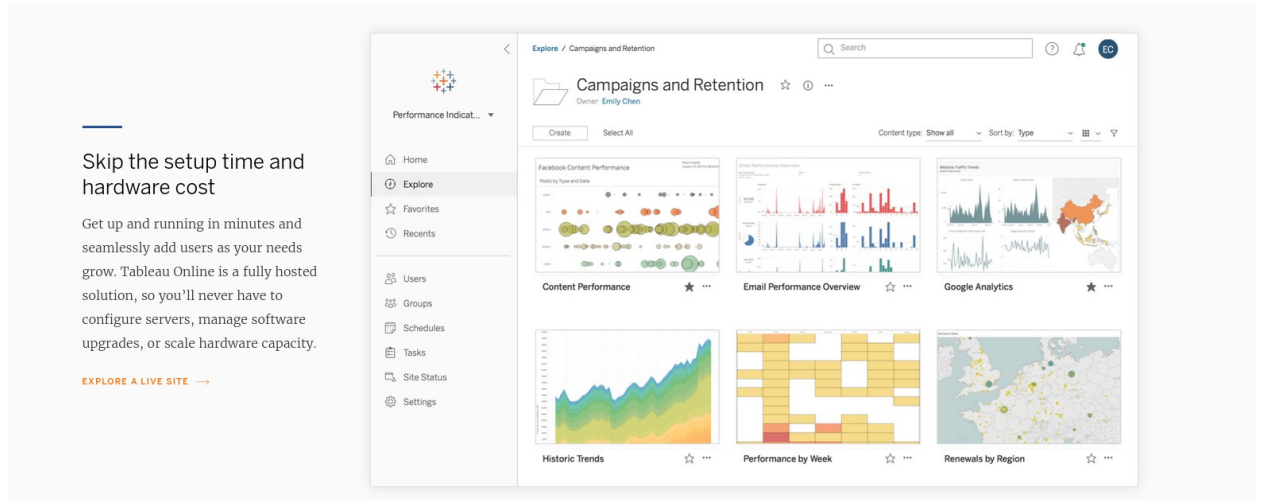 Skip the setup time and
hardware cost
Get up and running in minutes and
seamlessly add users as your needs
grow. Tableau Online is a fully hosted
solution, so you’ll never have to
configure servers, manage software
upgrades, or scale hardware capacity.
EXPLORE A LIVE SITE →
Performance Indicat...
Home
Explore
Favorites
Recents
Users
Groups
Schedules
Tasks
Site Status
Settings
Explore / Campaigns and Retention
Search
EC
Campaigns and Retention
Owner Emily Chen
Create Select All Content type: Show all Sort by: Type
Facebook Content Performance
Posts by Type and Date
Email Performance Overview
Website Traffic Trends
Content Performance
Email Performance Overview
Google Analytics
Historic Trends
Performance by Week
Renewals by Region